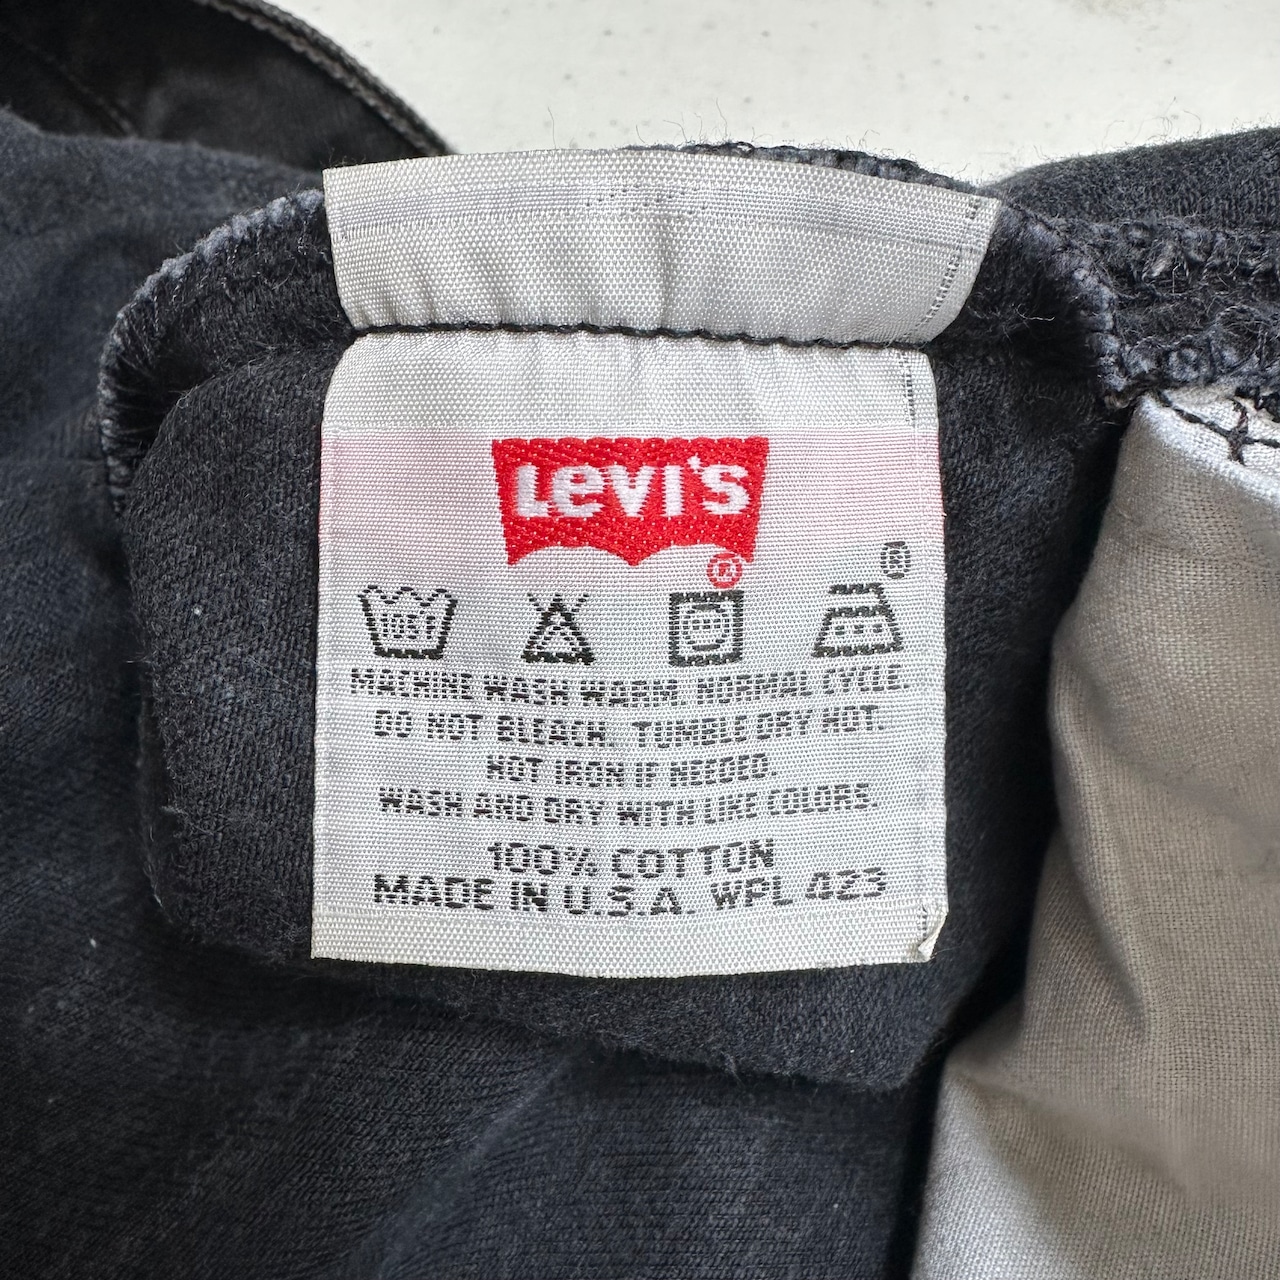 LEVI'S
®
®
105F
MACHINE WASH WARM. NORMAL CYCLE.
DO NOT BLEACH. TUMBLE DRY HOT.
HOT IRON IF NEEDED.
WASH AND DRY WITH LIKE COLORS.
100% COTTON
MADE IN U.S.A. WPL 423